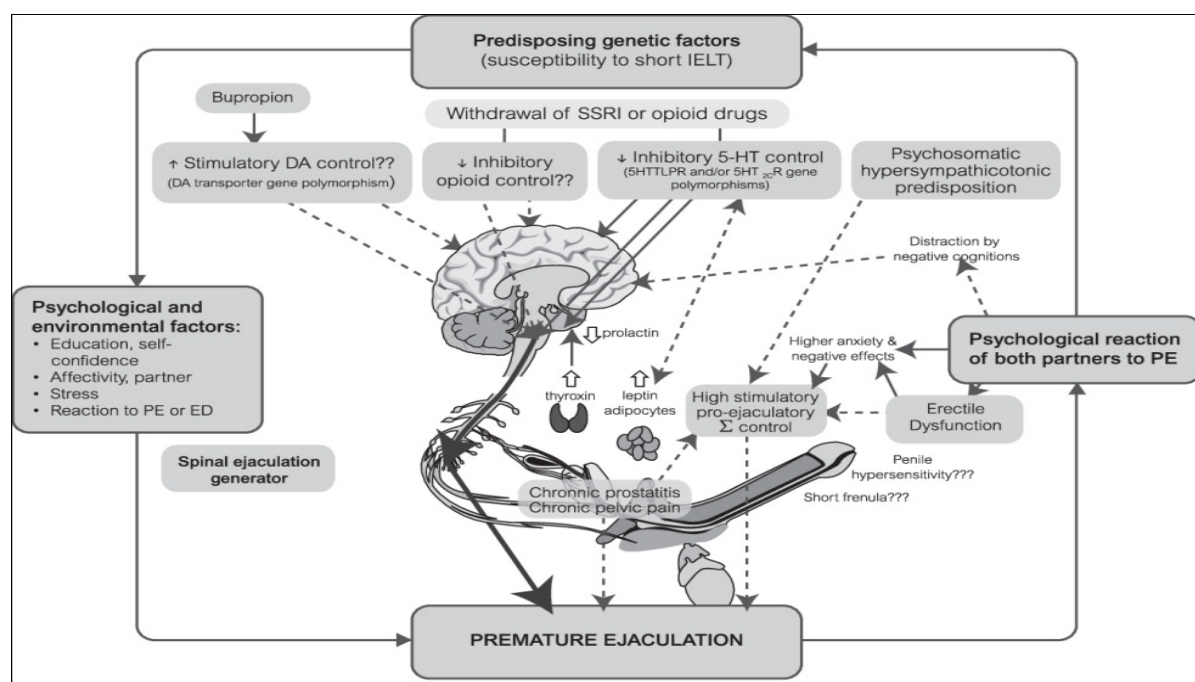 Predisposing genetic factors
(susceptibility to short IELT)
Bupropion
Withdrawal of SSRI or opioid drugs
↑ Stimulatory DA control??
(DA transporter gene polymorphism)
↓ Inhibitory
opioid control??
↓ Inhibitory 5-HT control
(5HTTLPR and/or 5HT 2CR gene
polymorphisms)
Psychosomatic
hypersympathicotonic
predisposition
Distraction by
negative cognitions
Psychological and
environmental factors:
• Education, self-
confidence
• Affectivity, partner
• Stress
• Reaction to PE or ED
prolactin
thyroxin
leptin
adipocytes
Higher anxiety &
negative effects
Psychological reaction
of both partners to PE
High stimulatory
pro-ejaculatory
Σ control
Erectile
Dysfunction
Spinal ejaculation
generator
Penile
hypersensitivity???
Short frenula???
Chronnic prostatitis
Chronic pelvic pain
PREMATURE EJACULATION